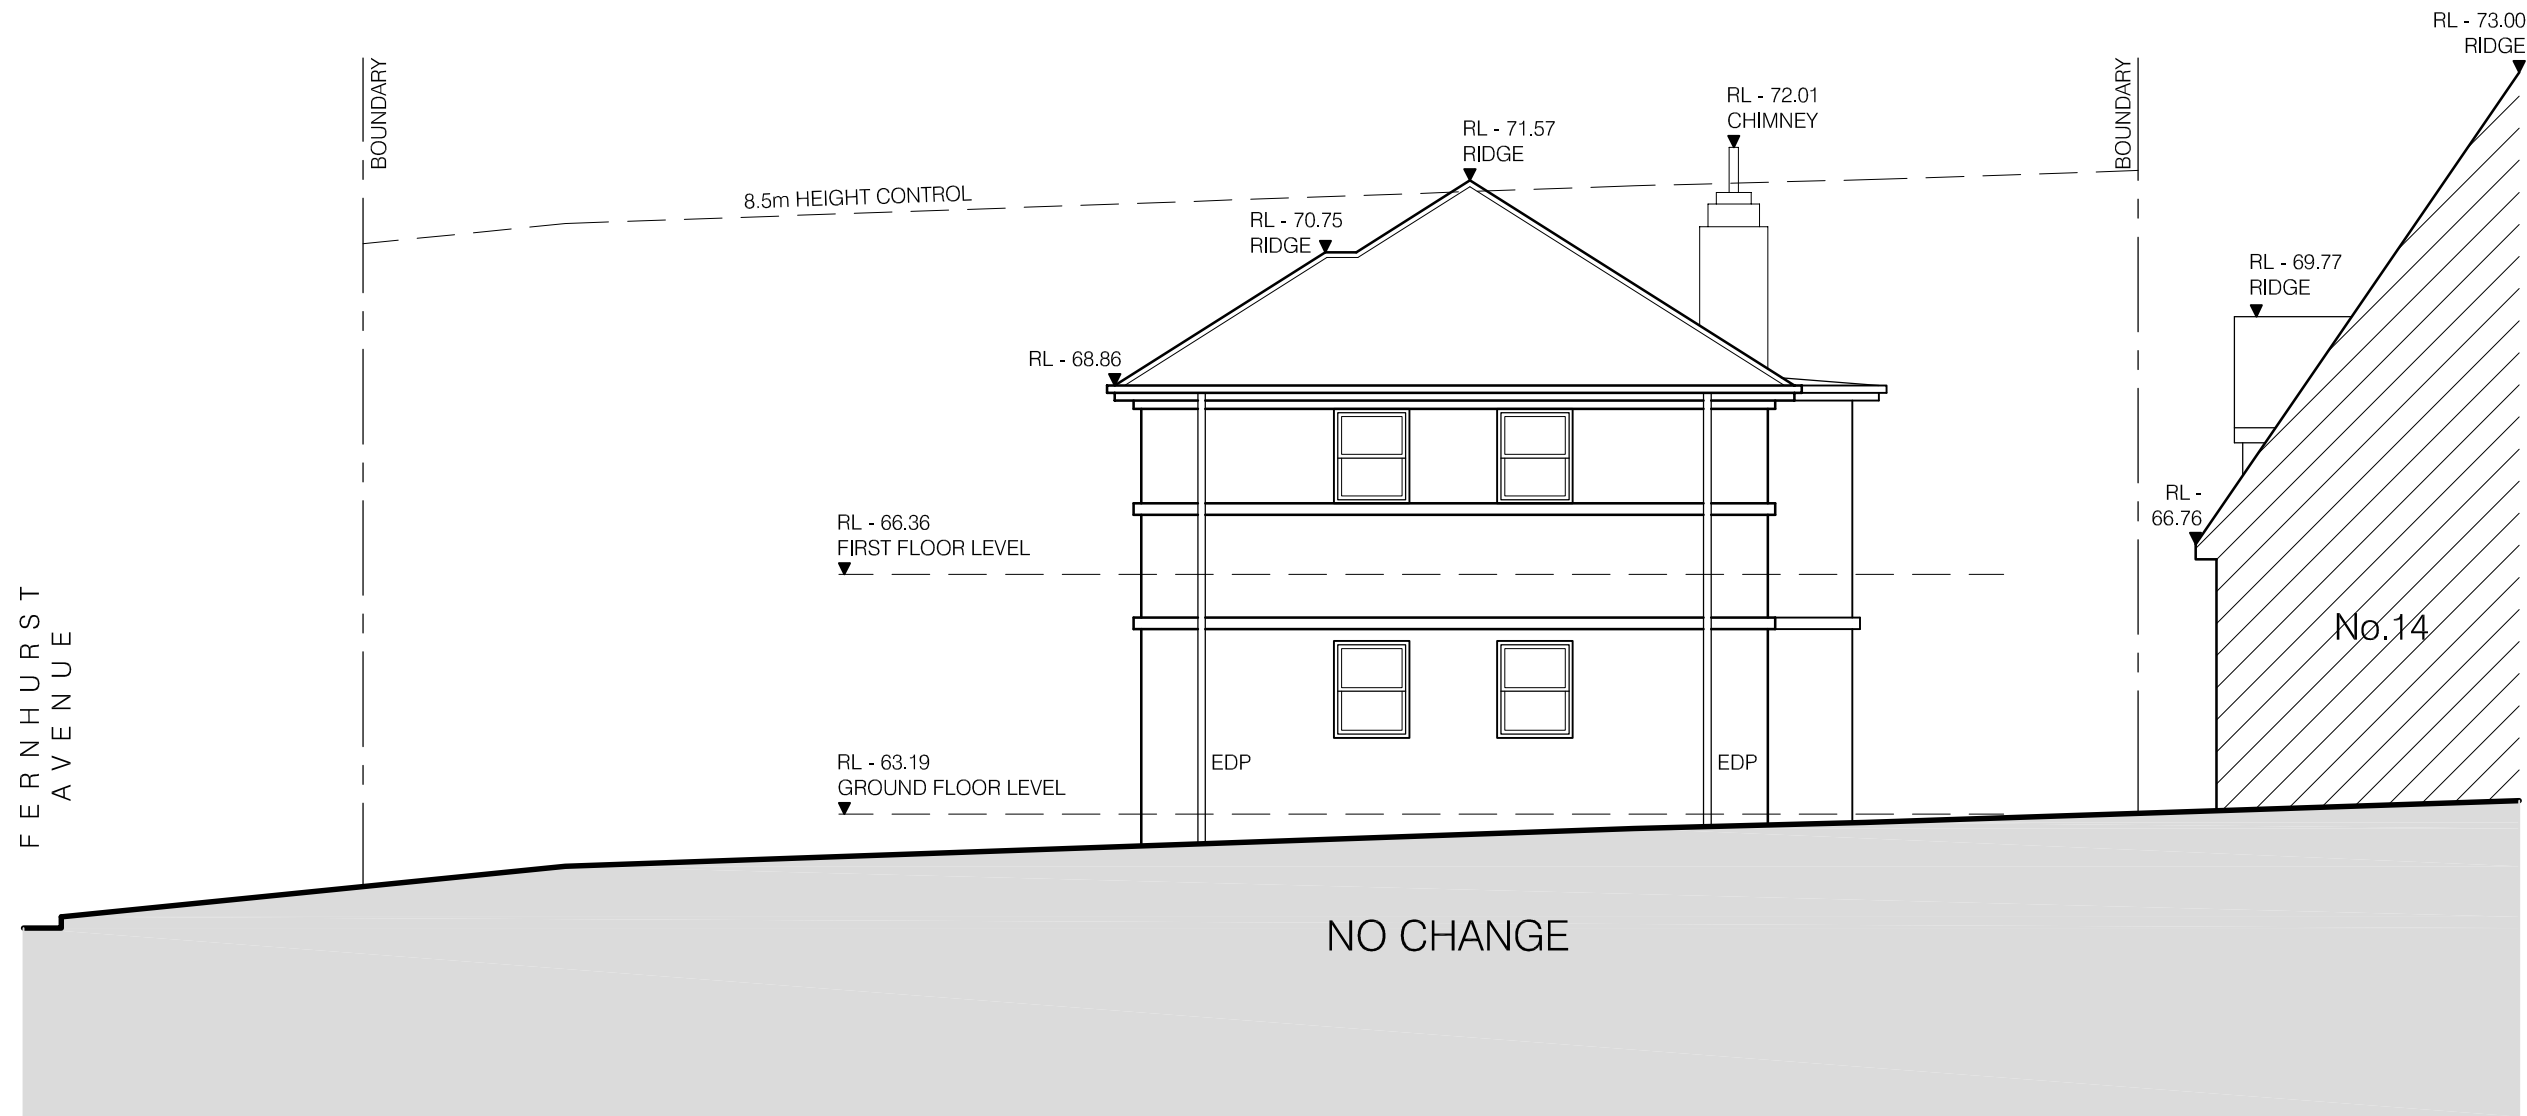 RL - 73.00
RIDGE
BOUNDARY
BOUNDARY
RL - 72.01
CHIMNEY
RL - 71.57
RIDGE
8.5m HEIGHT CONTROL
RL - 70.75
RIDGE
RL - 69.77
RIDGE
RL - 68.86
RL -
66.76
RL - 66.36
FIRST FLOOR LEVEL
FERNHURST
AVENUE
No.14
RL - 63.19
GROUND FLOOR LEVEL
EDP
EDP
NO CHANGE